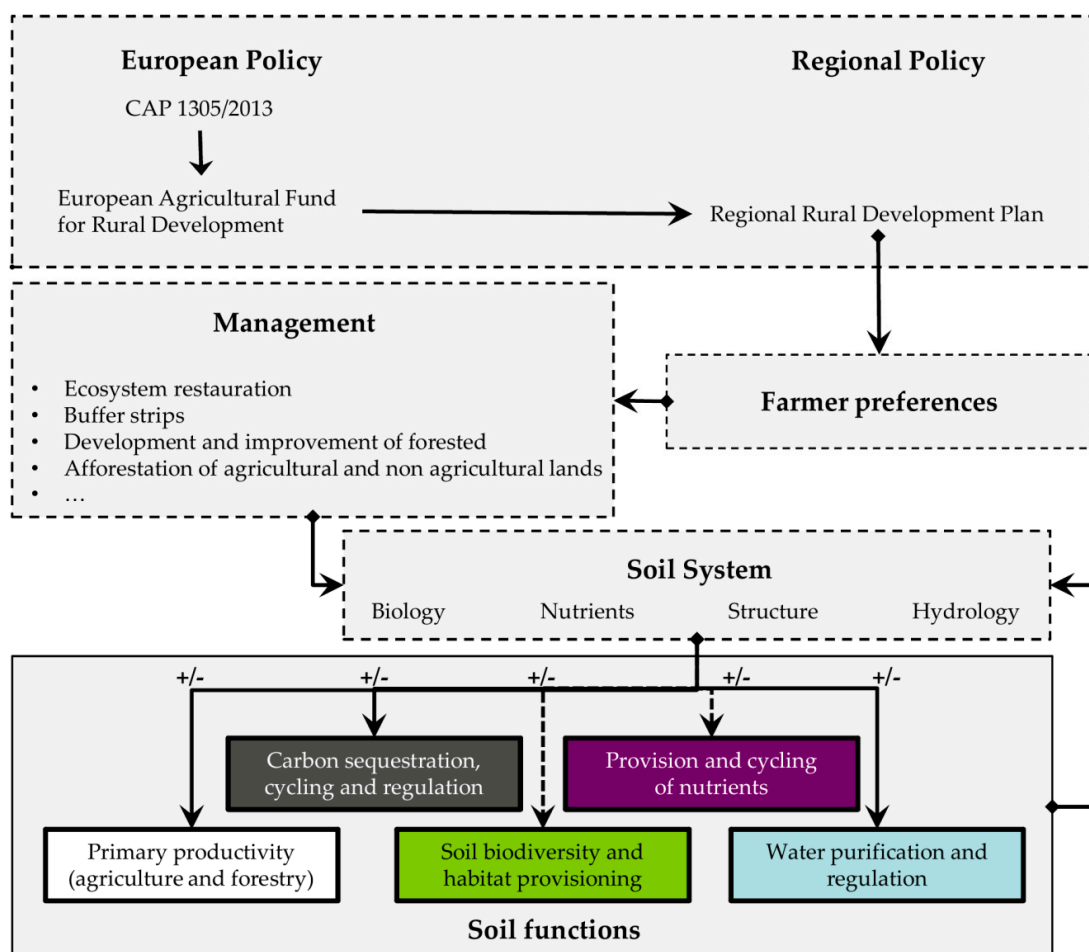 European Policy
Regional Policy
CAP 1305/2013
European Agricultural Fund
for Rural Development
Regional Rural Development Plan
Management
• Ecosystem restauration
• Buffer strips
• Development and improvement of forested
• Afforestation of agricultural and non agricultural lands
• …
Farmer preferences
Soil System
Biology Nutrients Structure Hydrology
+/- +/- +/- +/- +/-
Carbon sequestration,
cycling and regulation
Provision and cycling
of nutrients
Primary productivity
(agriculture and forestry)
Soil biodiversity and
habitat provisioning
Water purification and
regulation
Soil functions